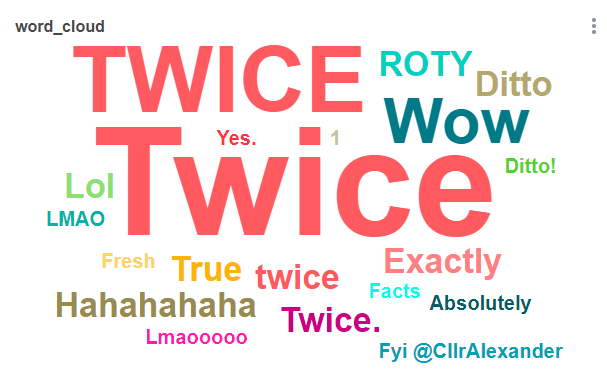 word_cloud
TWICE
ROTY
Ditto
Wow
Yes.
1
Twice
Ditto!
Lol
LMAO
Fresh
True
twice
Exactly
Facts
Hahahahaha
Absolutely
Twice.
Lmaooooo
Fyi @CllrAlexander